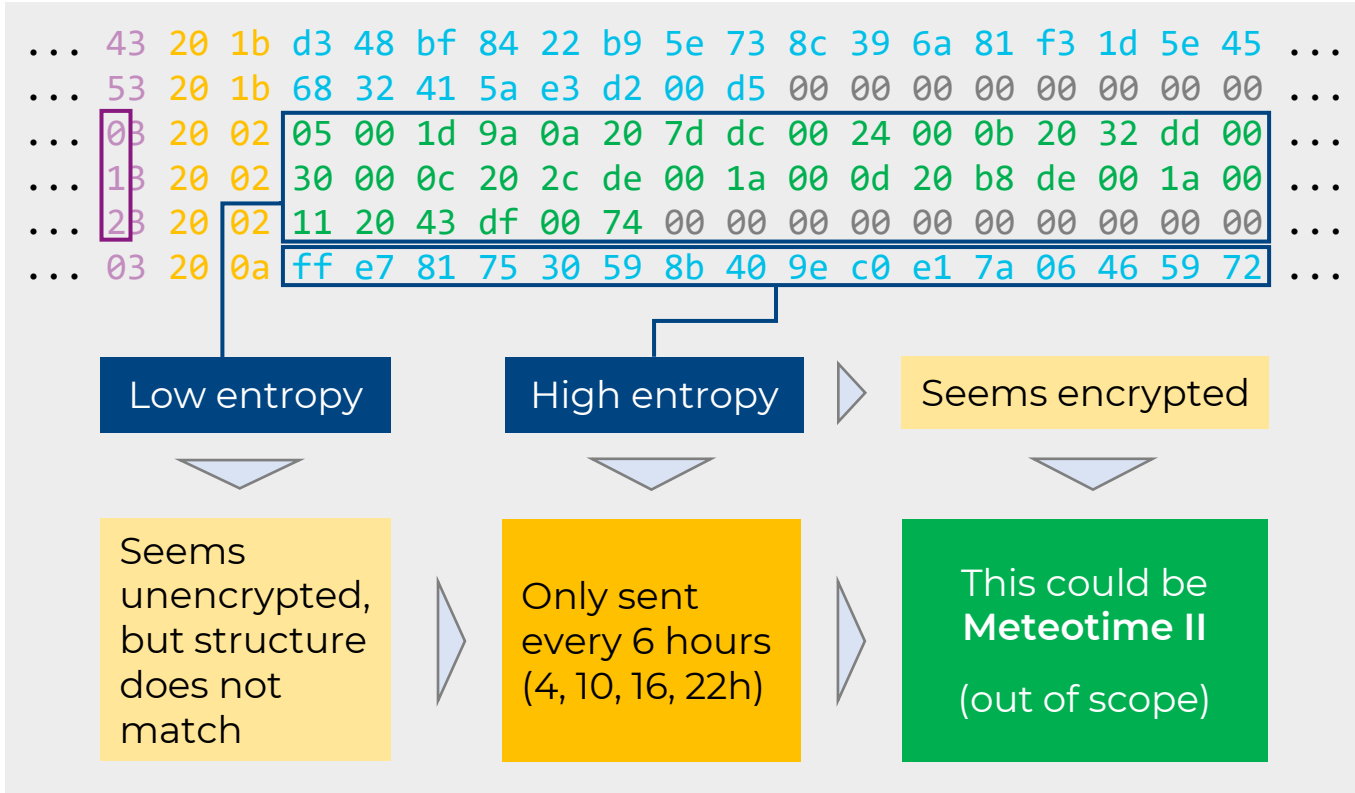 ... 43 20 1b d3 48 bf 84 22 b9 5e 73 8c 39 6a 81 f3 1d 5e 45 ...
... 53 20 1b 68 32 41 5a e3 d2 00 d5 00 00 00 00 00 00 00 00 ...
... 03 20 02 05 00 1d 9a 0a 20 7d dc 00 24 00 0b 20 32 dd 00 ...
... 13 20 02 30 00 0c 20 2c de 00 1a 00 0d 20 b8 de 00 1a 00 ...
... 23 20 02 11 20 43 df 00 74 00 00 00 00 00 00 00 00 00 00 ...
... 03 20 0a ff e7 81 75 30 59 8b 40 9e c0 e1 7a 06 46 59 72 ...
Low entropy
High entropy
Seems encrypted
Seems
unencrypted,
but structure
does not
match
Only sent
every 6 hours
(4, 10, 16, 22h)
This could be
Meteotime II
(out of scope)